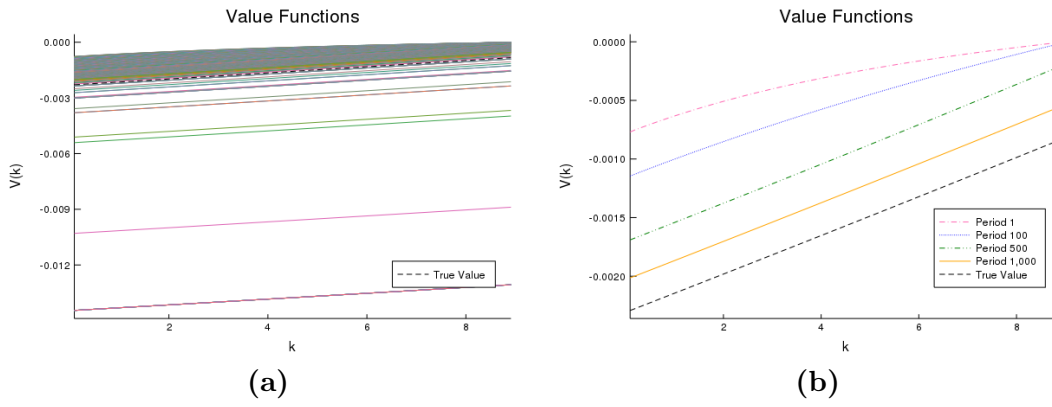 Value Functions
0.000
-0.003
-0.006
-0.009
-0.012
V(k)
2
4
6
8
k
True Value
(a)
Value Functions
0.0000
-0.0005
-0.0010
-0.0015
-0.0020
V(k)
2
4
6
8
k
Period 1
Period 100
Period 500
Period 1,000
True Value
(b)